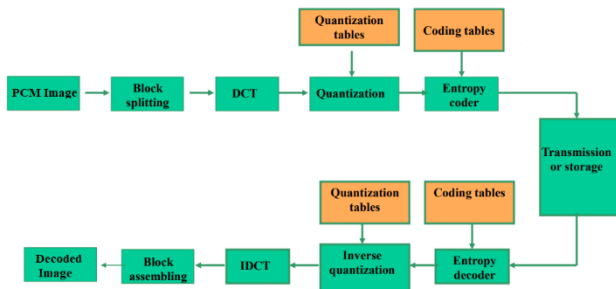 Quantization
tables
Coding tables
PCM Image
Block
splitting
DCT
Quantization
Entropy
coder
Transmission
or storage
Quantization
tables
Coding tables
Decoded
Image
Block
assembling
IDCT
Inverse
quantization
Entropy
decoder